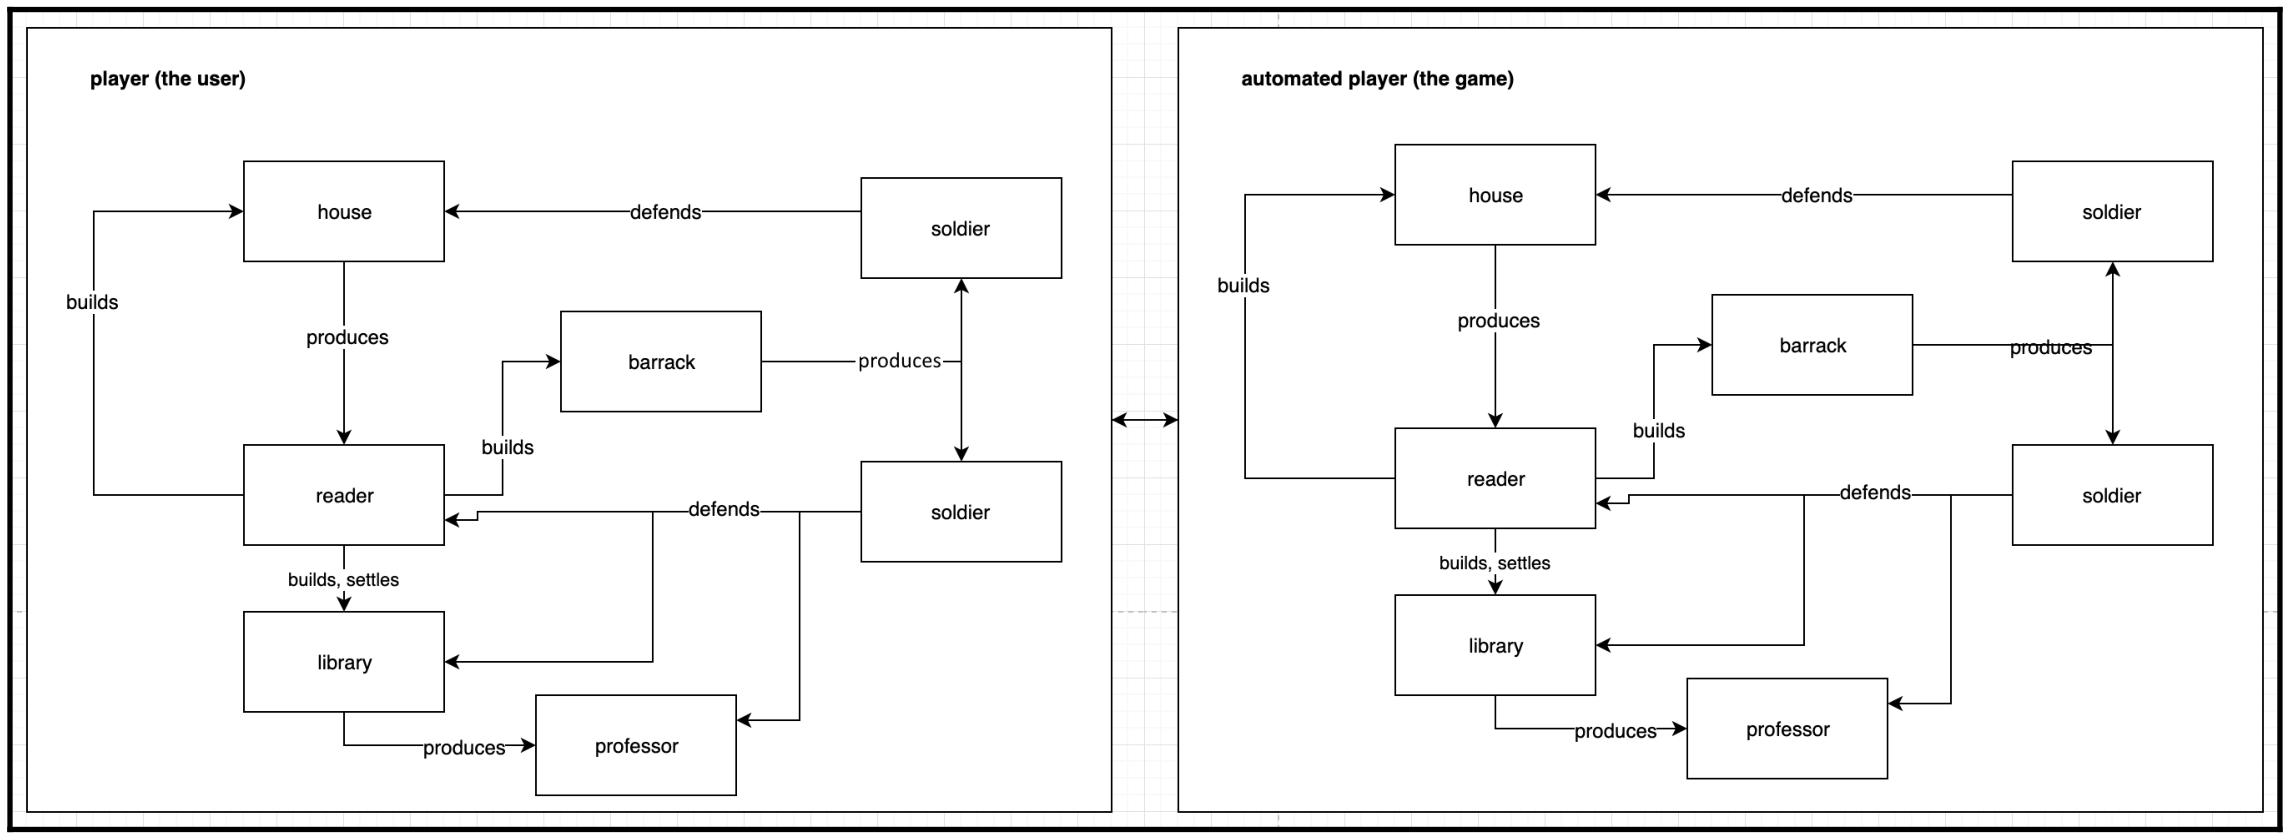 player (the user)
house
defends
soldier
builds
produces
barrack
produces
builds
reader
defends
soldier
builds, settles
library
produces
professor
automated player (the game)
house
defends
soldier
builds
produces
barrack
produces
builds
reader
defends
soldier
builds, settles
library
produces
professor